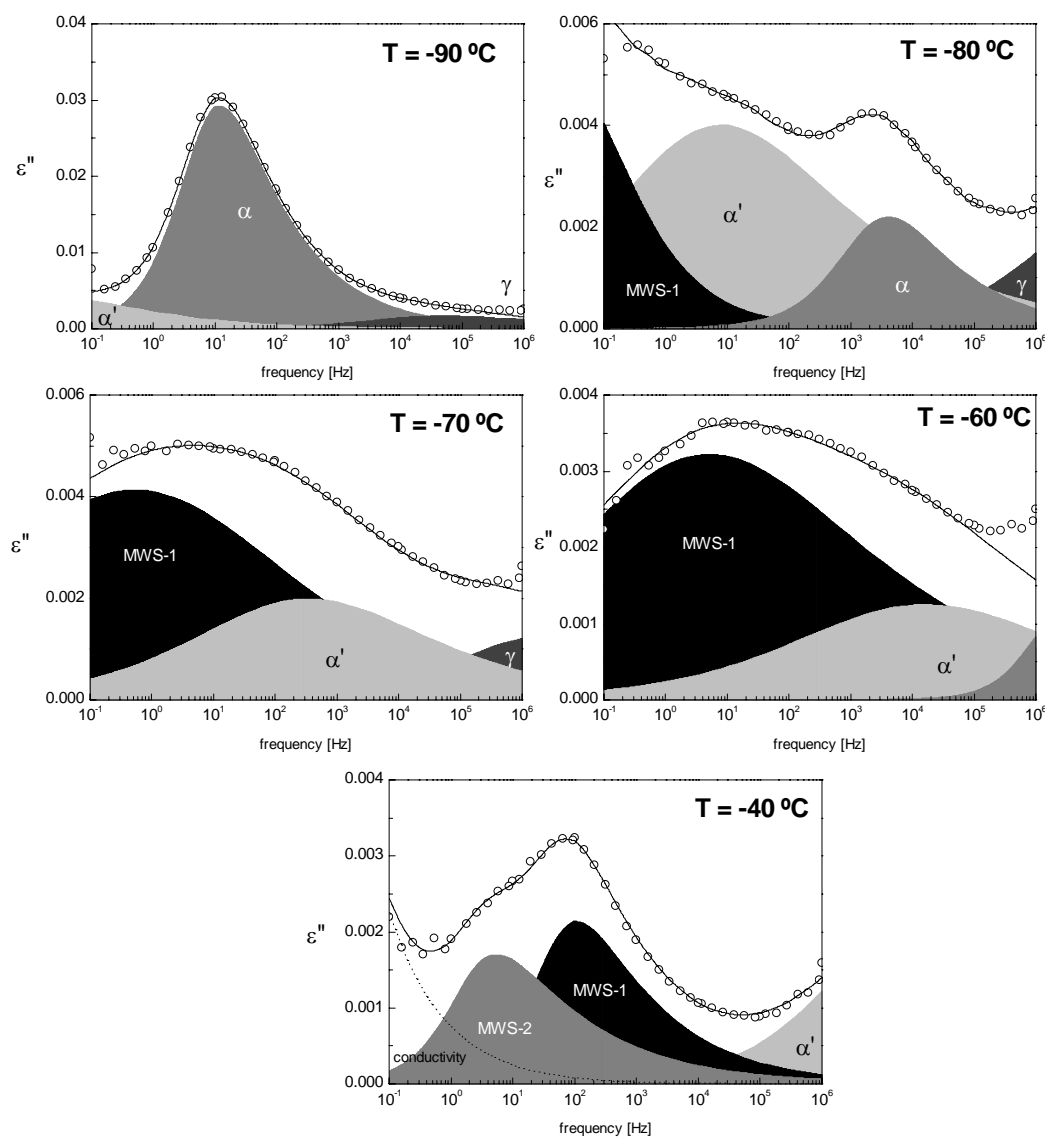 T = -90 ºC
0.04
0.03
0.02
0.01
0.00
ε"
α
α'
γ
10⁻¹ 10⁰ 10¹ 10² 10³ 10⁴ 10⁵ 10⁶
frequency [Hz]
T = -80 ºC
0.006
0.004
0.002
0.000
ε"
α'
MWS-1
α
γ
10⁻¹ 10⁰ 10¹ 10² 10³ 10⁴ 10⁵ 10⁶
frequency [Hz]
T = -70 ºC
0.006
0.004
0.002
0.000
ε"
MWS-1
α'
γ
10⁻¹ 10⁰ 10¹ 10² 10³ 10⁴ 10⁵ 10⁶
frequency [Hz]
T = -60 ºC
0.004
0.003
0.002
0.001
0.000
ε"
MWS-1
α'
10⁻¹ 10⁰ 10¹ 10² 10³ 10⁴ 10⁵ 10⁶
frequency [Hz]
T = -40 ºC
0.004
0.003
0.002
0.001
0.000
ε"
MWS-1
MWS-2
α'
conductivity
10⁻¹ 10⁰ 10¹ 10² 10³ 10⁴ 10⁵ 10⁶
frequency [Hz]